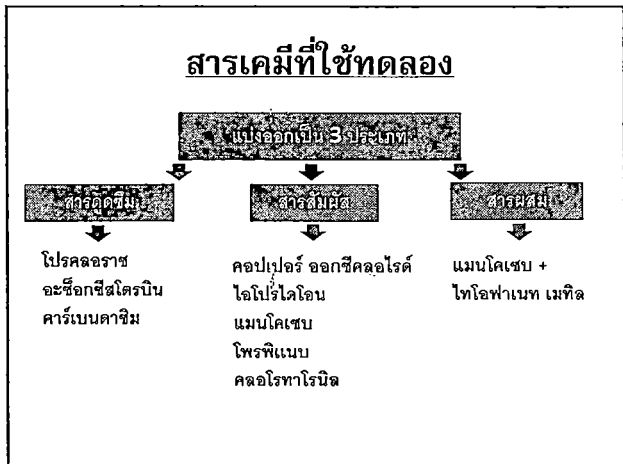 สารเคมีที่ใช้ทดลอง
แบ่งออกเป็น 3 ประเภท
สารดูดซึม
สารสัมผัส
สารผสม
โปรคลอราซ
อะซ็อกซีสโตรบิน
คาร์เบนดาซิม
คอปเปอร์ ออกซีคลอไรด์
ไอโปรไดโอน
แมนโคเซบ
โพรพิแนบ
คลอโรทาโรนิล
แมนโคเซบ +
ไทโอฟาเนท เมทิล